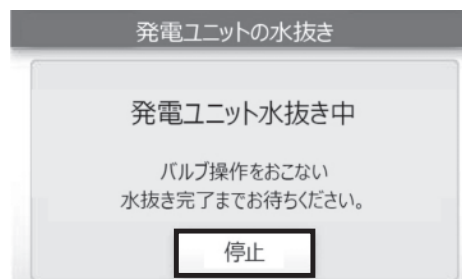 発電ユニットの水抜き
発電ユニット水抜き中
バルブ操作をおこない
水抜き完了までお待ちください。
停止